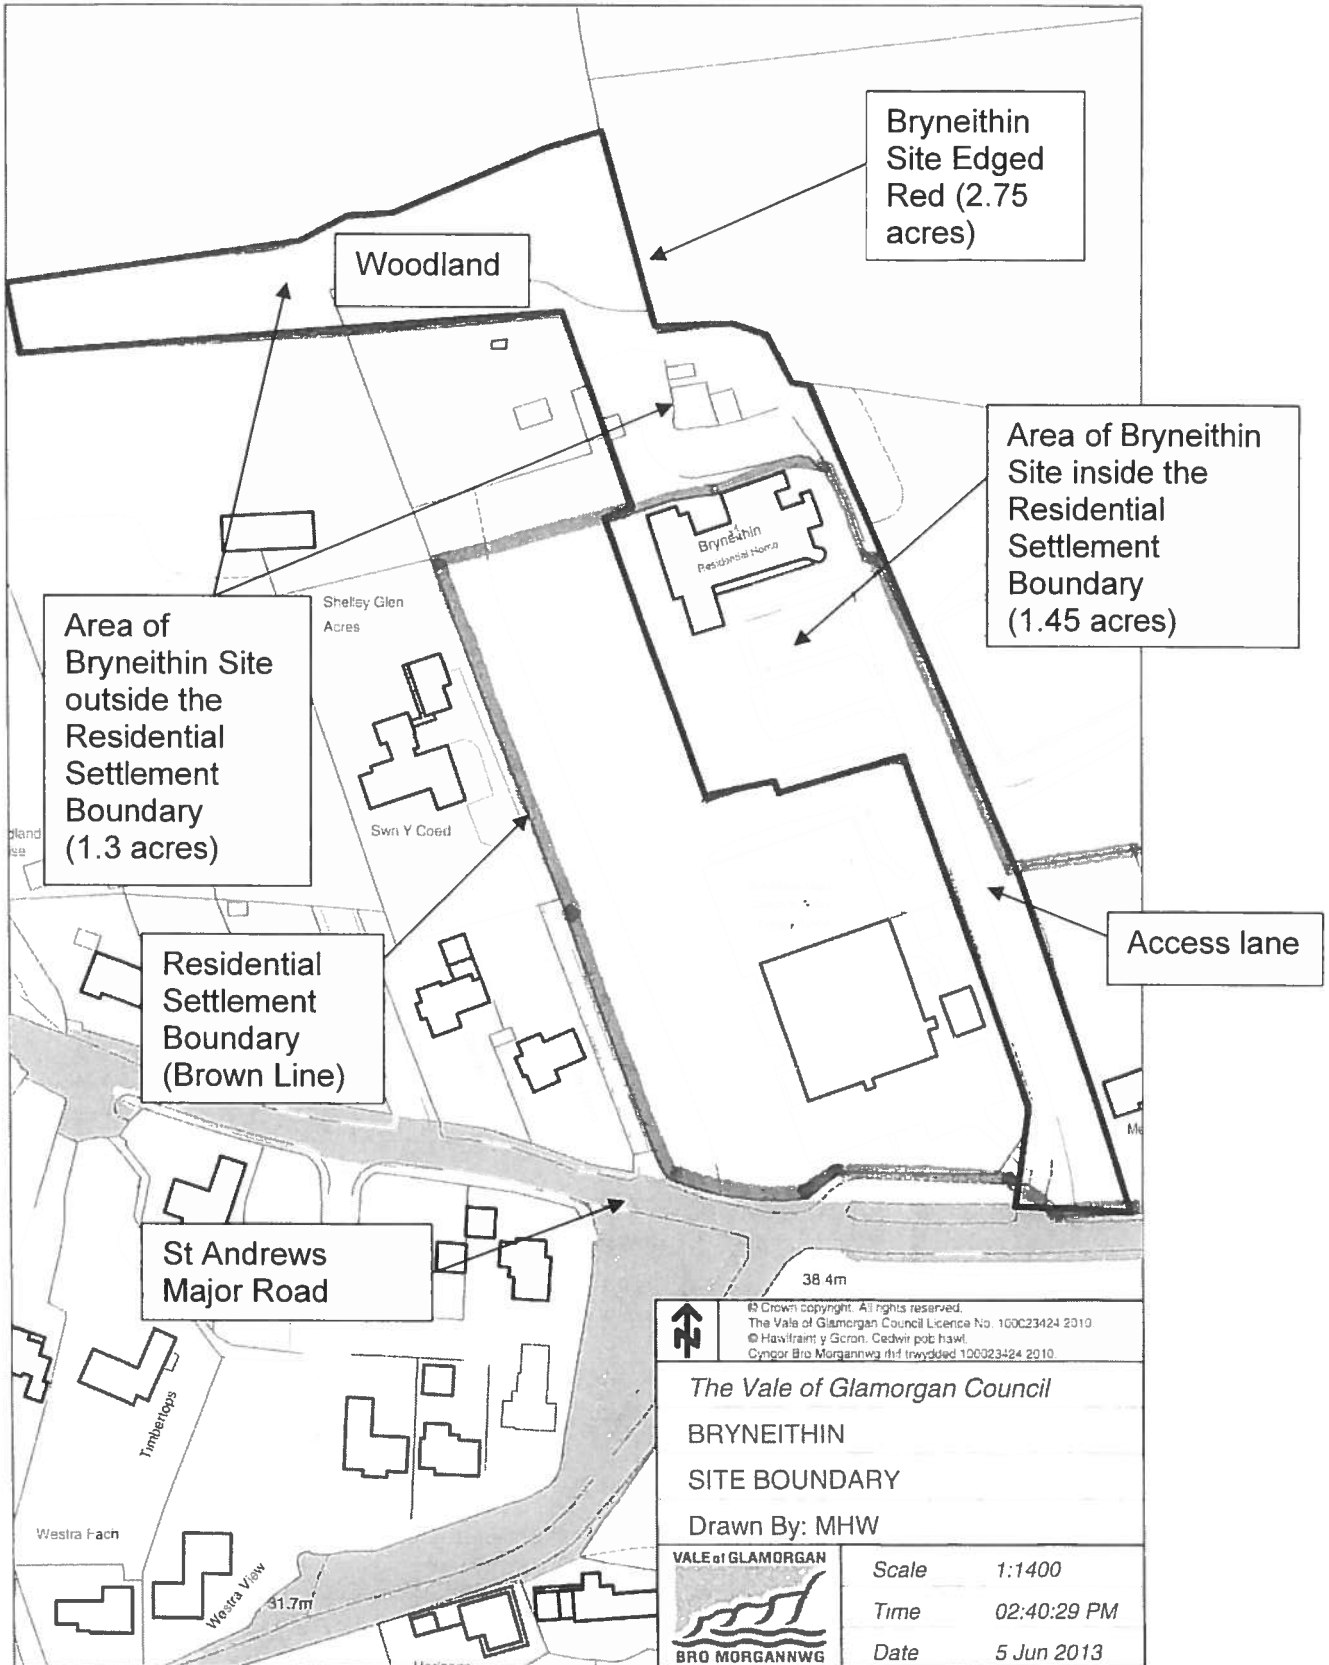 Bryneithin
Site Edged
Red (2.75
acres)
Woodland
Area of Bryneithin
Site inside the
Residential
Settlement
Boundary
(1.45 acres)
Bryneithin
Residential Home
Shelley Glen
Acres
Area of
Bryneithin Site
outside the
Residential
Settlement
Boundary
(1.3 acres)
Swn Y Coed
Access lane
Residential
Settlement
Boundary
(Brown Line)
St Andrews
Major Road
38.4m
N
© Crown copyright. All rights reserved.
The Vale of Glamorgan Council Licence No. 100023424 2010
© Hawlfraint y Goron. Cedwir pob hawl.
Cyngor Bro Morgannwg rhif trwydded 100023424 2010.
The Vale of Glamorgan Council
BRYNEITHIN
SITE BOUNDARY
Drawn By: MHW
VALE of GLAMORGAN
BRO MORGANNWG
Scale 1:1400
Time 02:40:29 PM
Date 5 Jun 2013
Timbertops
Westra Fach
Westra View
31.7m